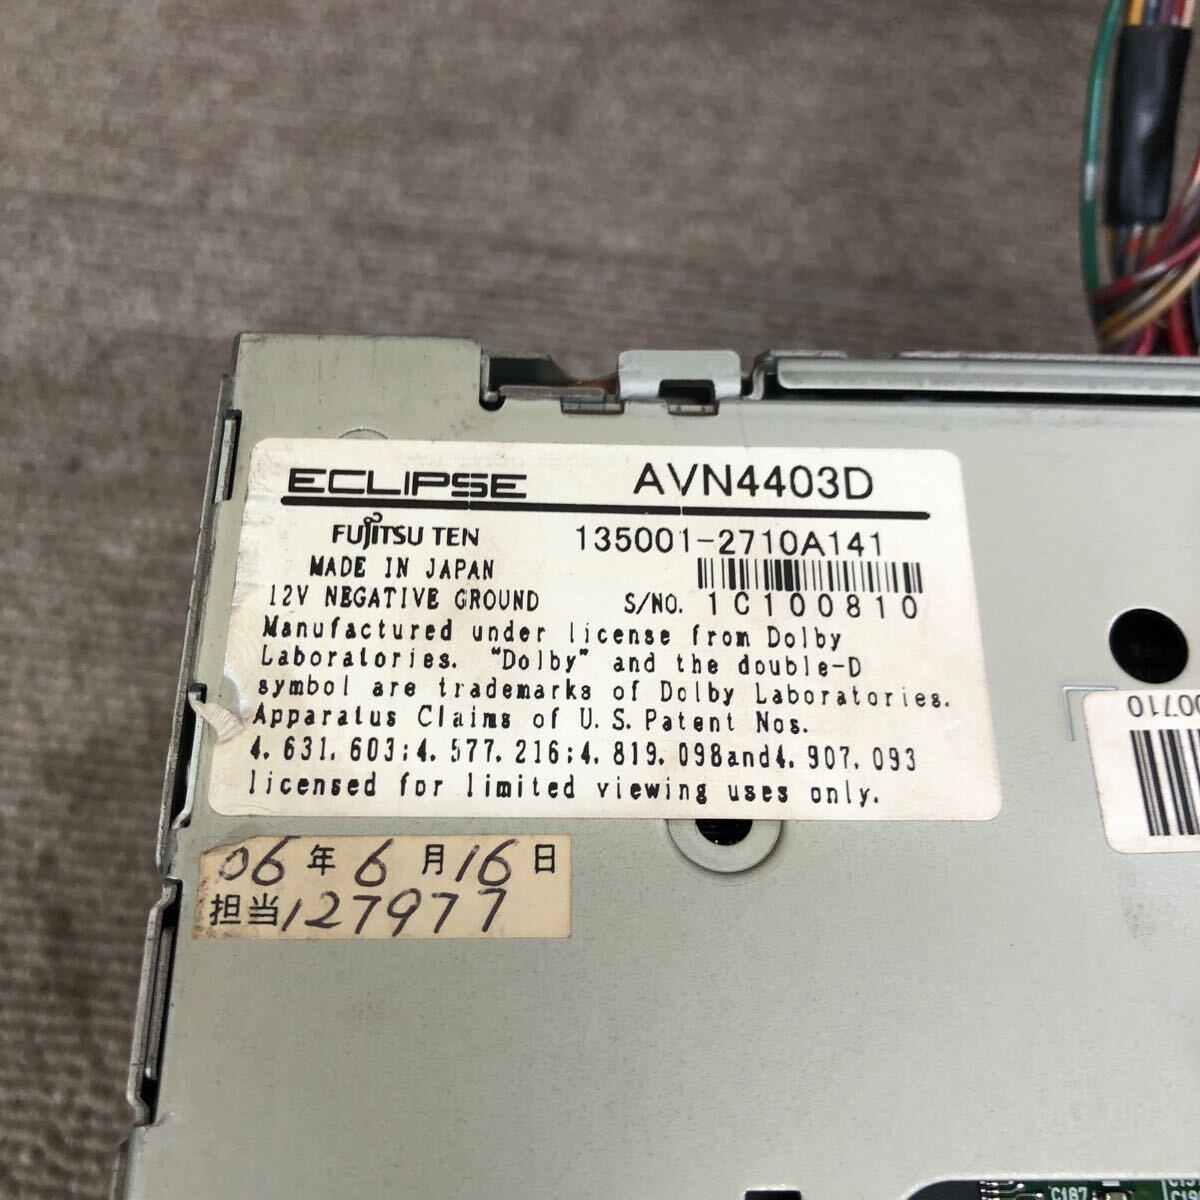 ECLIPSE AVN4403D
FUJITSU TEN 135001-2710A141
MADE IN JAPAN
12V NEGATIVE GROUND S/NO. 1C100810
Manufactured under license from Dolby
Laboratories. "Dolby" and the double-D
symbol are trademarks of Dolby Laboratories.
Apparatus Claims of U.S. Patent Nos.
4.631.603;4.577.216;4.819.098and4.907.093
licensed for limited viewing uses only.
06年6月16日
担当127977
00710
C187